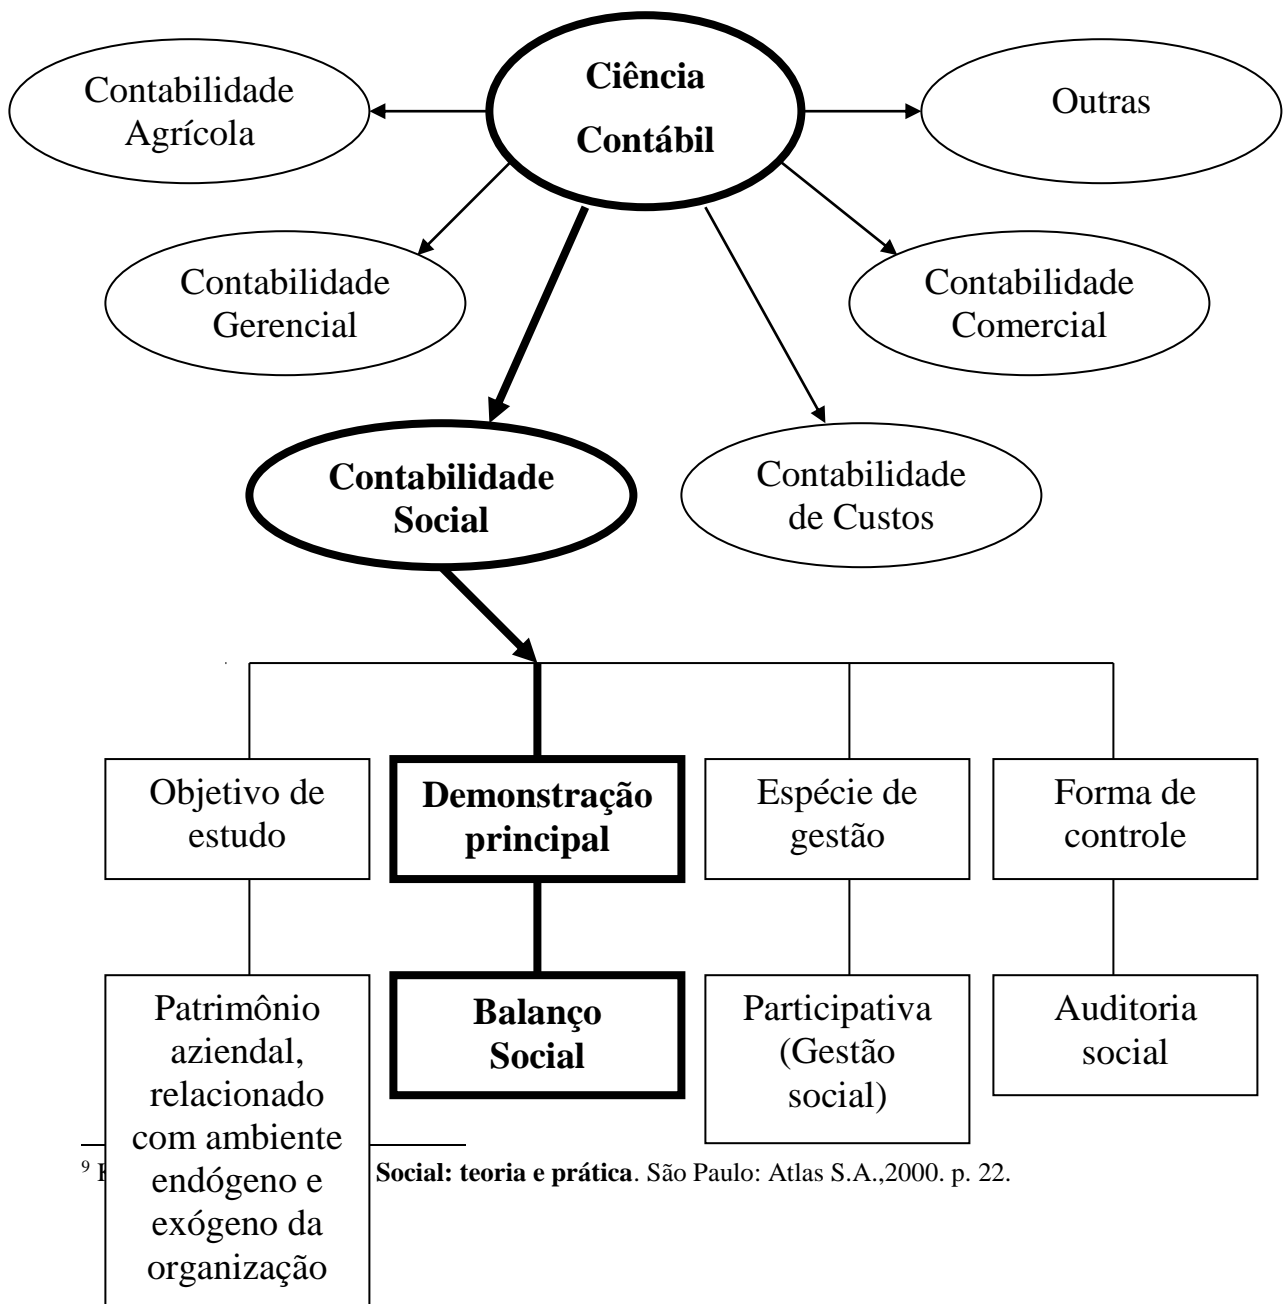 Ciência
Contábil
Contabilidade
Agrícola
Outras
Contabilidade
Gerencial
Contabilidade
Comercial
Contabilidade
Social
Contabilidade
de Custos
Objetivo de
estudo
Demonstração
principal
Espécie de
gestão
Forma de
controle
Patrimônio
aziendal,
relacionado
com ambiente
endógeno e
exógeno da
organização
Balanço
Social
Participativa
(Gestão
social)
Auditoria
social
9 Social: teoria e prática. São Paulo: Atlas S.A.,2000. p. 22.